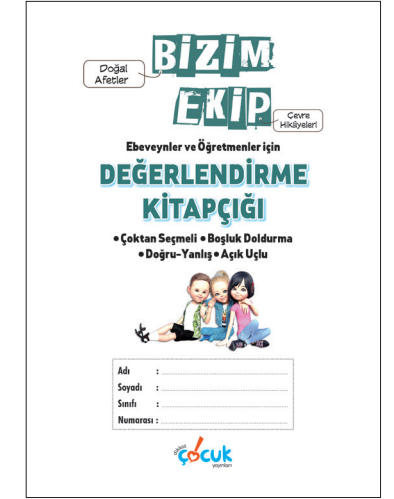 BİZİM
Doğal
Afetler
EKİP
Çevre
Hikâyeleri
Ebeveynler ve Öğretmenler için
DEĞERLENDİRME
KİTAPÇIĞI
• Çoktan Seçmeli • Boşluk Doldurma
• Doğru-Yanlış • Açık Uçlu
Adı :
Soyadı :
Sınıfı :
Numarası :
dikkat
çocuk
yayınları